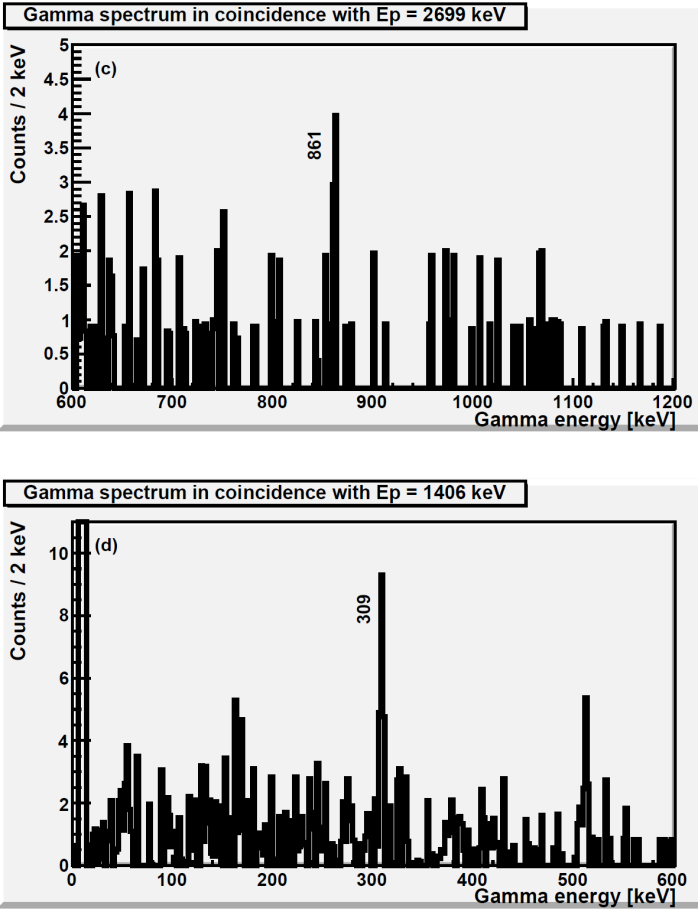 Gamma spectrum in coincidence with Ep = 2699 keV
Counts / 2 keV
(c)
861
5
4.5
4
3.5
3
2.5
2
1.5
1
0.5
0
600 700 800 900 1000 1100 1200
Gamma energy [keV]
Gamma spectrum in coincidence with Ep = 1406 keV
Counts / 2 keV
(d)
309
10
8
6
4
2
0
0 100 200 300 400 500 600
Gamma energy [keV]